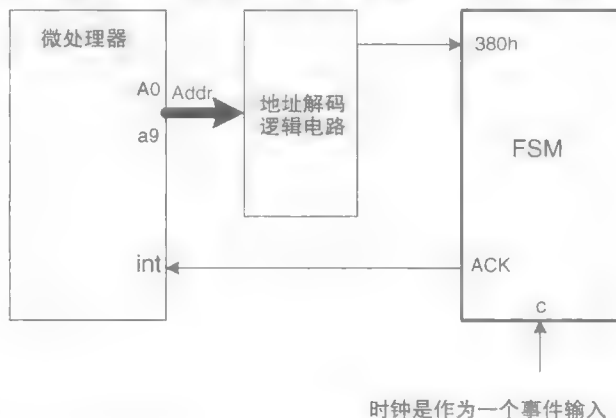 微处理器
A0
Addr
a9
int
地址解码
逻辑电路
380h
FSM
ACK
c
时钟是作为一个事件输入